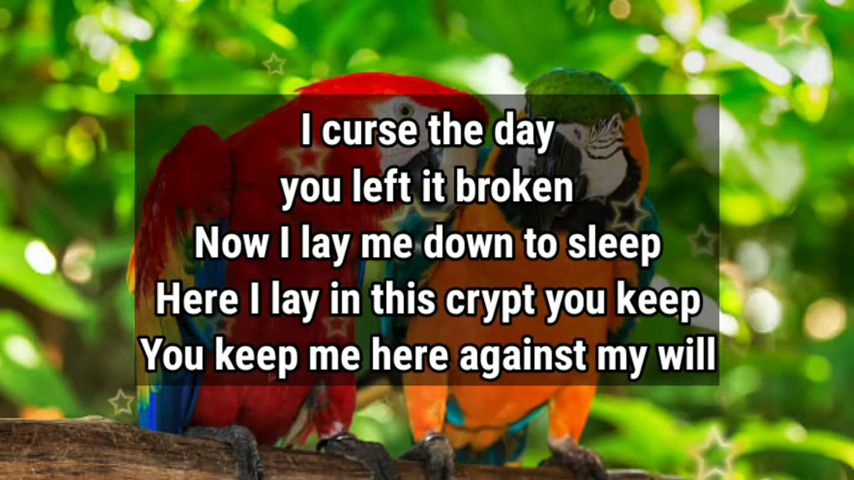 I curse the day
you left it broken
Now I lay me down to sleep
Here I lay in this crypt you keep
You keep me here against my will